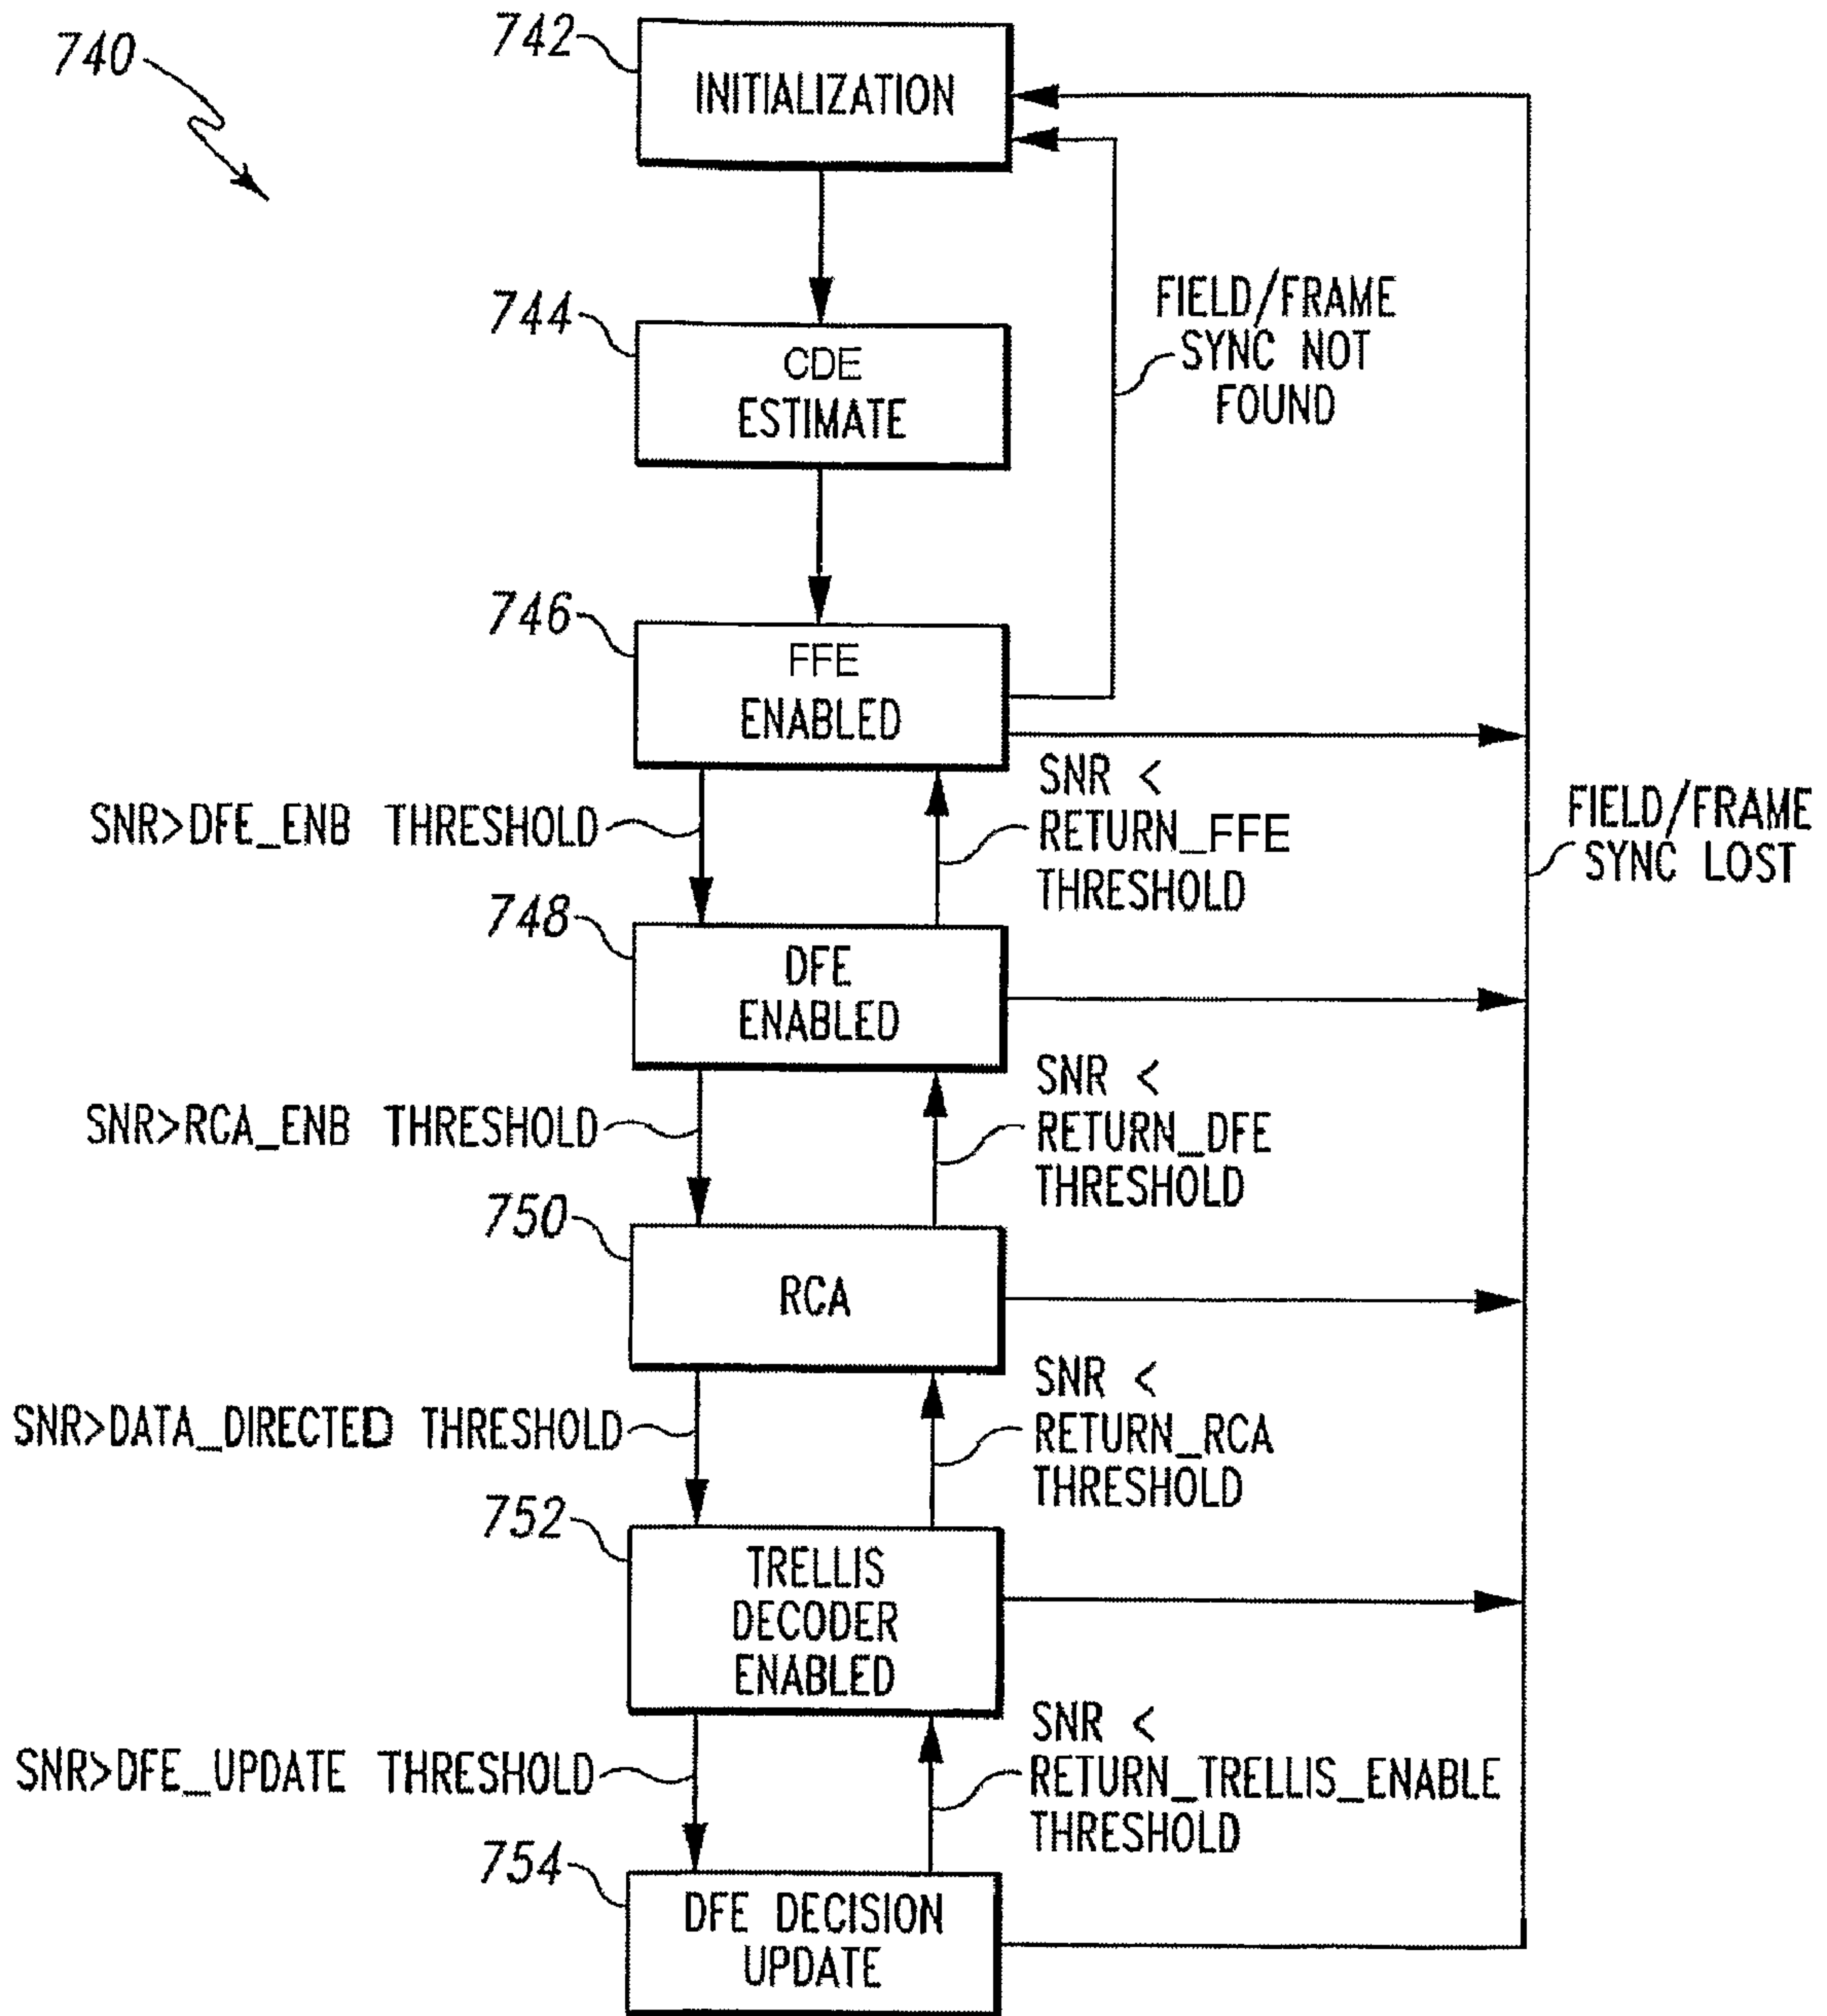 740
742
INITIALIZATION
744
CDE
ESTIMATE
FIELD/FRAME
SYNC NOT
FOUND
746
FFE
ENABLED
SNR>DFE_ENB THRESHOLD
SNR <
RETURN_FFE
THRESHOLD
FIELD/FRAME
SYNC LOST
748
DFE
ENABLED
SNR>RCA_ENB THRESHOLD
SNR <
RETURN_DFE
THRESHOLD
750
RCA
SNR>DATA_DIRECTED THRESHOLD
SNR <
RETURN_RCA
THRESHOLD
752
TRELLIS
DECODER
ENABLED
SNR>DFE_UPDATE THRESHOLD
SNR <
RETURN_TRELLIS_ENABLE
THRESHOLD
754
DFE DECISION
UPDATE